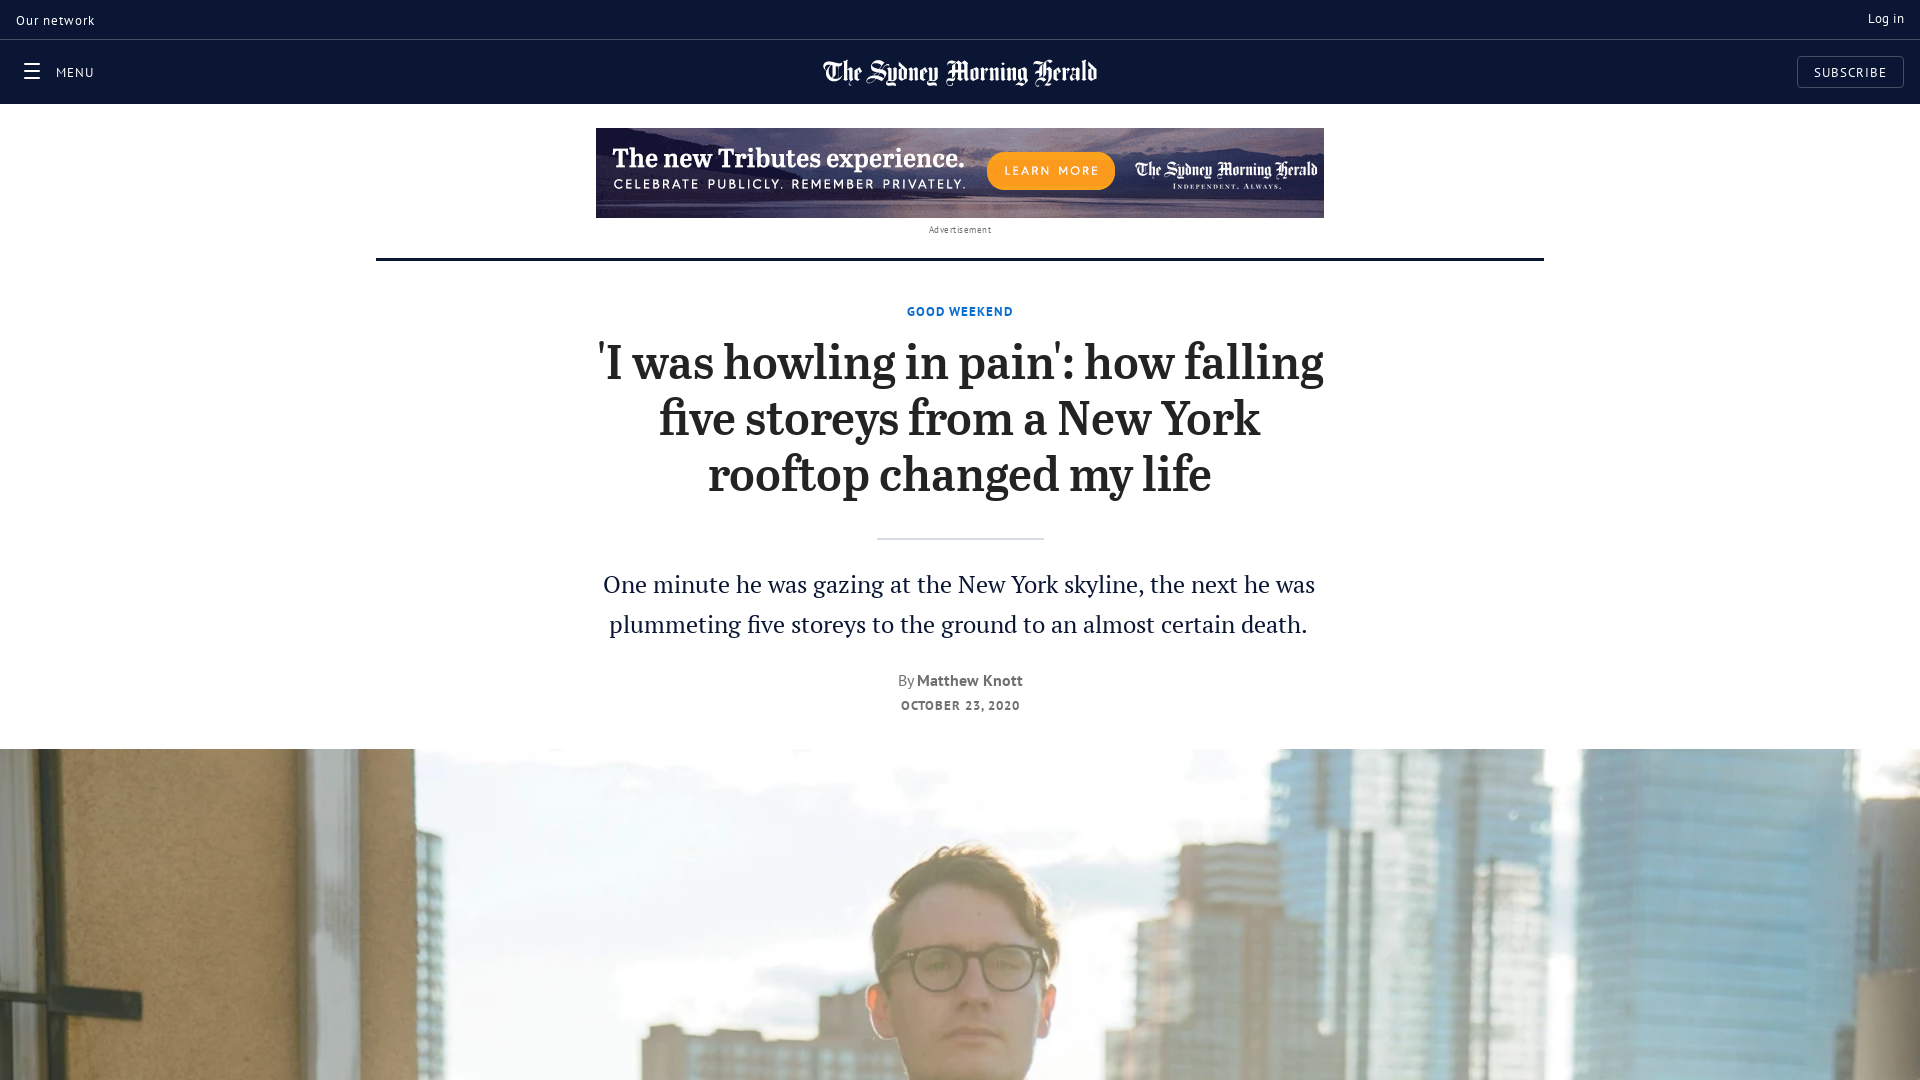 Our network
Log in
MENU
The Sydney Morning Herald
SUBSCRIBE
The new Tributes experience.
CELEBRATE PUBLICLY. REMEMBER PRIVATELY.
LEARN MORE
The Sydney Morning Herald
INDEPENDENT. ALWAYS.
Advertisement
GOOD WEEKEND
'I was howling in pain': how falling
five storeys from a New York
rooftop changed my life
One minute he was gazing at the New York skyline, the next he was
plummeting five storeys to the ground to an almost certain death.
By Matthew Knott
OCTOBER 23, 2020